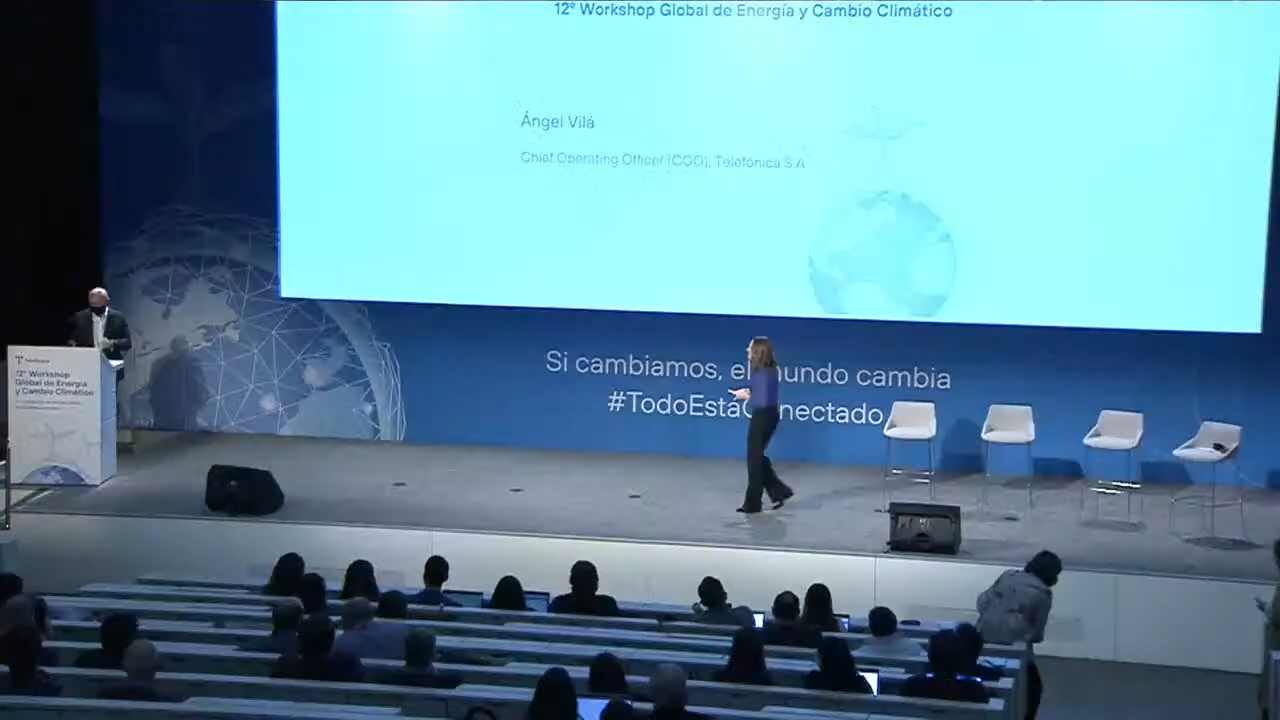 12º Workshop Global de Energía y Cambio Climático
Ángel Vilá
Chief Operating Officer (COO), Telefónica S.A
Si cambiamos, el mundo cambia
#TodoEstáConectado
Telefónica
12º Workshop
Global de Energía
y Cambio Climático